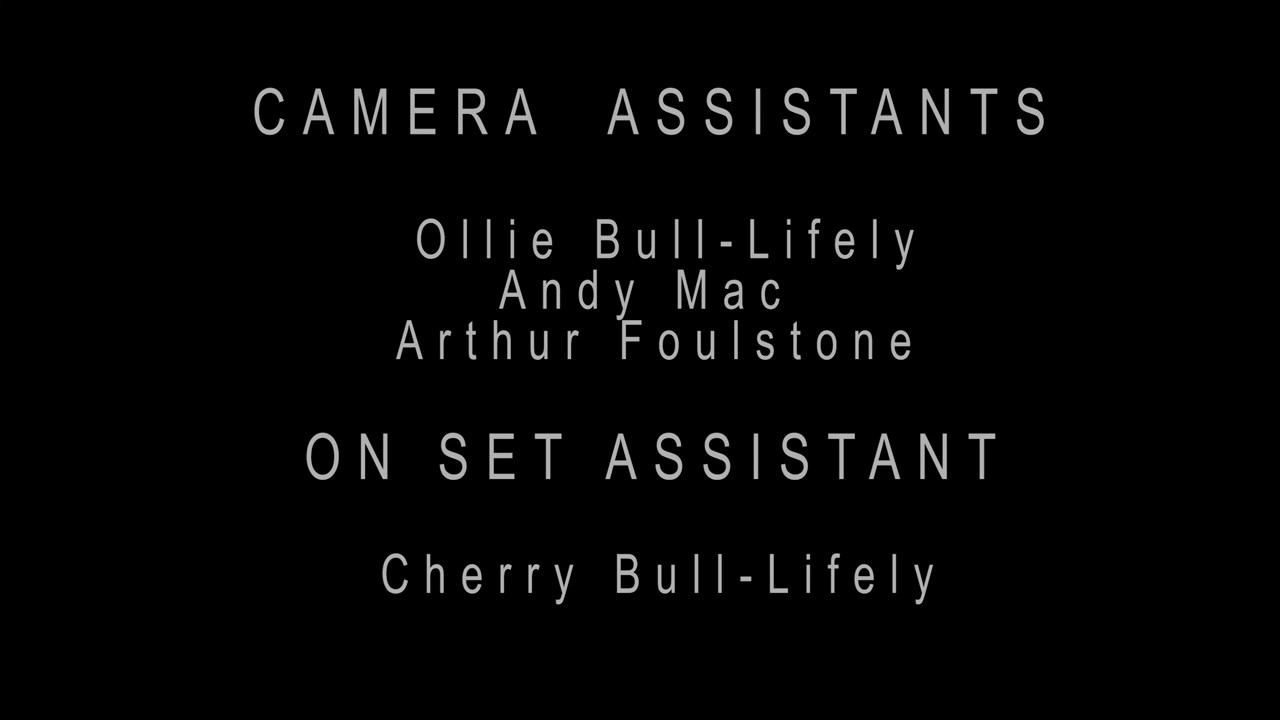 CAMERA ASSISTANTS
Ollie Bull-Lifely
Andy Mac
Arthur Foulstone
ON SET ASSISTANT
Cherry Bull-Lifely